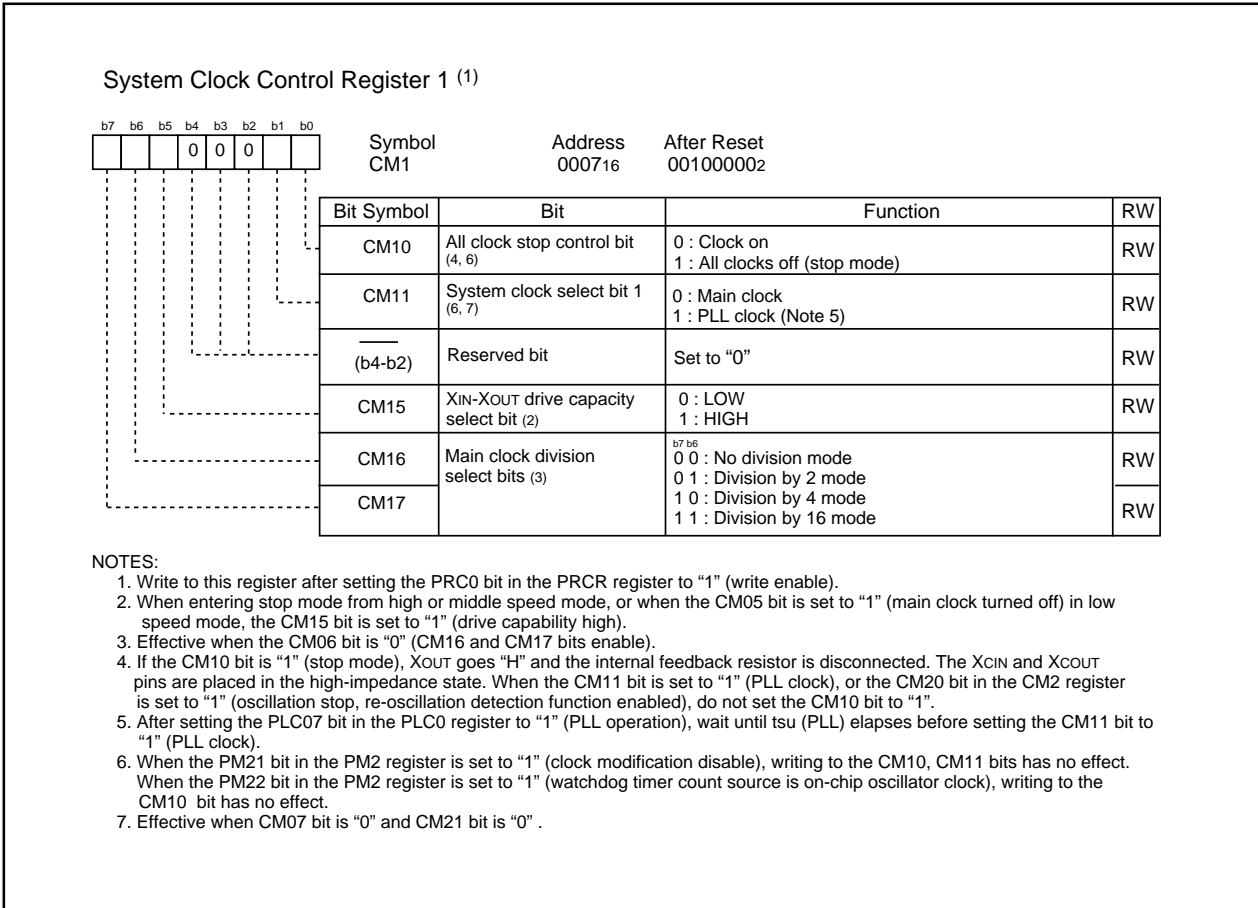 System Clock Control Register 1 (1)
b7 b6 b5 b4 b3 b2 b1 b0
0 0 0
Symbol Address After Reset
CM1 000716 001000002
Bit Symbol Bit Function RW
CM10 All clock stop control bit (4, 6) 0 : Clock on RW
1 : All clocks off (stop mode)
CM11 System clock select bit 1 (6, 7) 0 : Main clock RW
1 : PLL clock (Note 5)
(b4-b2) Reserved bit Set to “0” RW
CM15 XIN-XOUT drive capacity select bit (2) 0 : LOW RW
1 : HIGH
CM16 Main clock division select bits (3) b7 b6 RW
0 0 : No division mode
0 1 : Division by 2 mode
CM17 1 0 : Division by 4 mode RW
1 1 : Division by 16 mode
NOTES:
1. Write to this register after setting the PRC0 bit in the PRCR register to “1” (write enable).
2. When entering stop mode from high or middle speed mode, or when the CM05 bit is set to “1” (main clock turned off) in low
speed mode, the CM15 bit is set to “1” (drive capability high).
3. Effective when the CM06 bit is “0” (CM16 and CM17 bits enable).
4. If the CM10 bit is “1” (stop mode), XOUT goes “H” and the internal feedback resistor is disconnected. The XCIN and XCOUT
pins are placed in the high-impedance state. When the CM11 bit is set to “1” (PLL clock), or the CM20 bit in the CM2 register
is set to “1” (oscillation stop, re-oscillation detection function enabled), do not set the CM10 bit to “1”.
5. After setting the PLC07 bit in the PLC0 register to “1” (PLL operation), wait until tsu (PLL) elapses before setting the CM11 bit to
“1” (PLL clock).
6. When the PM21 bit in the PM2 register is set to “1” (clock modification disable), writing to the CM10, CM11 bits has no effect.
When the PM22 bit in the PM2 register is set to “1” (watchdog timer count source is on-chip oscillator clock), writing to the
CM10 bit has no effect.
7. Effective when CM07 bit is “0” and CM21 bit is “0” .